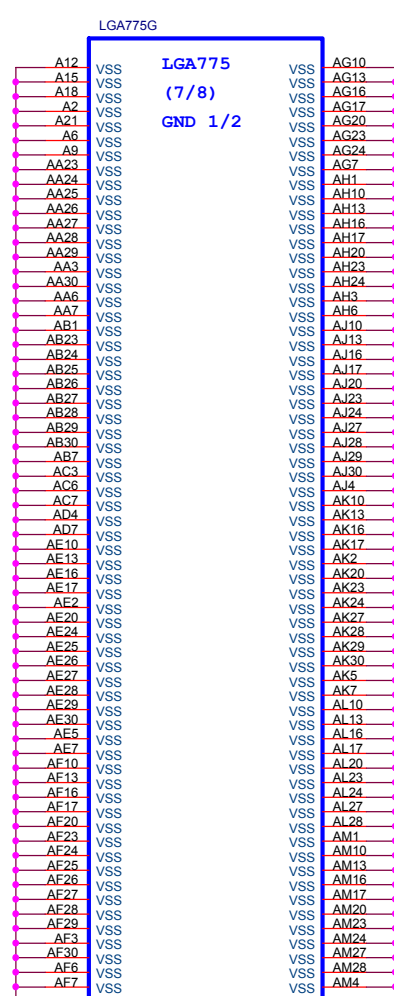 LGA775G
LGA775
(7/8)
GND 1/2
A12 VSS VSS AG10
A15 VSS VSS AG13
A18 VSS VSS AG16
A2 VSS VSS AG17
A21 VSS VSS AG20
A6 VSS VSS AG23
A9 VSS VSS AG24
AA23 VSS VSS AG7
AA24 VSS VSS AH1
AA25 VSS VSS AH10
AA26 VSS VSS AH13
AA27 VSS VSS AH16
AA28 VSS VSS AH17
AA29 VSS VSS AH20
AA3 VSS VSS AH23
AA30 VSS VSS AH24
AA6 VSS VSS AH3
AA7 VSS VSS AH6
AB1 VSS VSS AJ10
AB23 VSS VSS AJ13
AB24 VSS VSS AJ16
AB25 VSS VSS AJ17
AB26 VSS VSS AJ20
AB27 VSS VSS AJ23
AB28 VSS VSS AJ24
AB29 VSS VSS AJ27
AB30 VSS VSS AJ28
AB7 VSS VSS AJ29
AC3 VSS VSS AJ30
AC6 VSS VSS AJ4
AC7 VSS VSS AK10
AD4 VSS VSS AK13
AD7 VSS VSS AK16
AE10 VSS VSS AK17
AE13 VSS VSS AK2
AE16 VSS VSS AK20
AE17 VSS VSS AK23
AE2 VSS VSS AK24
AE20 VSS VSS AK27
AE24 VSS VSS AK28
AE25 VSS VSS AK29
AE26 VSS VSS AK30
AE27 VSS VSS AK5
AE28 VSS VSS AK7
AE29 VSS VSS AL10
AE30 VSS VSS AL13
AE5 VSS VSS AL16
AE7 VSS VSS AL17
AF10 VSS VSS AL20
AF13 VSS VSS AL23
AF16 VSS VSS AL24
AF17 VSS VSS AL27
AF20 VSS VSS AL28
AF23 VSS VSS AM1
AF24 VSS VSS AM10
AF25 VSS VSS AM13
AF26 VSS VSS AM16
AF27 VSS VSS AM17
AF28 VSS VSS AM20
AF29 VSS VSS AM23
AF3 VSS VSS AM24
AF30 VSS VSS AM27
AF6 VSS VSS AM28
AF7 VSS VSS AM4